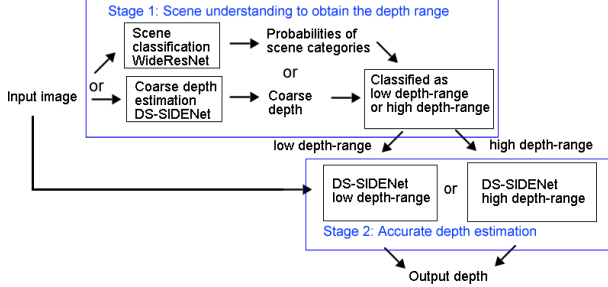 Stage 1: Scene understanding to obtain the depth range
Scene
classification
WideResNet
Probabilities of
scene categories
or
or
Input image
Coarse depth
estimation
DS-SIDENet
Coarse
depth
Classified as
low depth-range
or high depth-range
low depth-range
high depth-range
DS-SIDENet
low depth-range
or
DS-SIDENet
high depth-range
Stage 2: Accurate depth estimation
Output depth